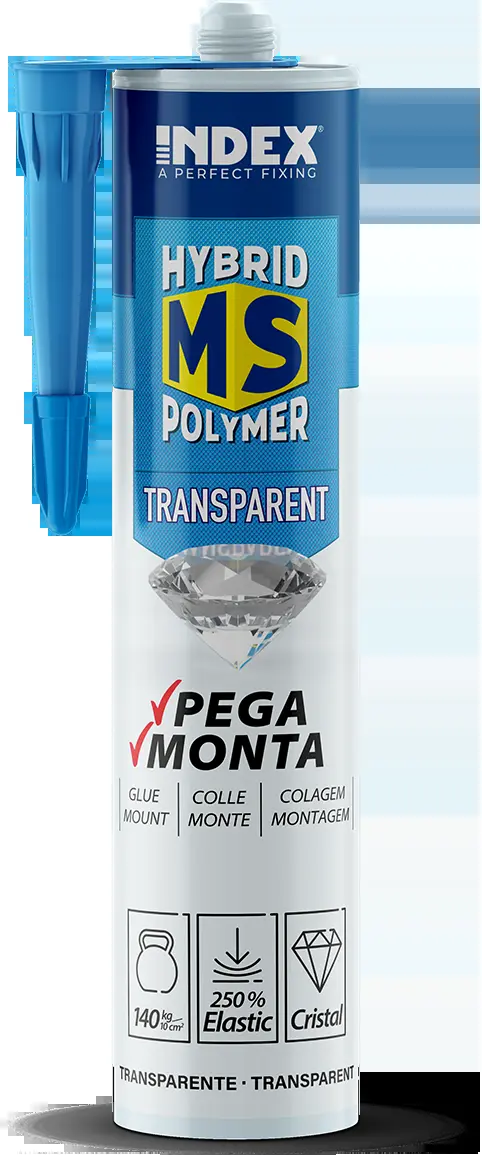 INDEX®
A PERFECT FIXING
HYBRID
MS
POLYMER
TRANSPARENT
PEGA
MONTA
GLUE
MOUNT
COLLE
MONTE
COLAGEM
MONTAGEM
140 kg/10 cm²
250 %
Elastic
Cristal
TRANSPARENTE · TRANSPARENT